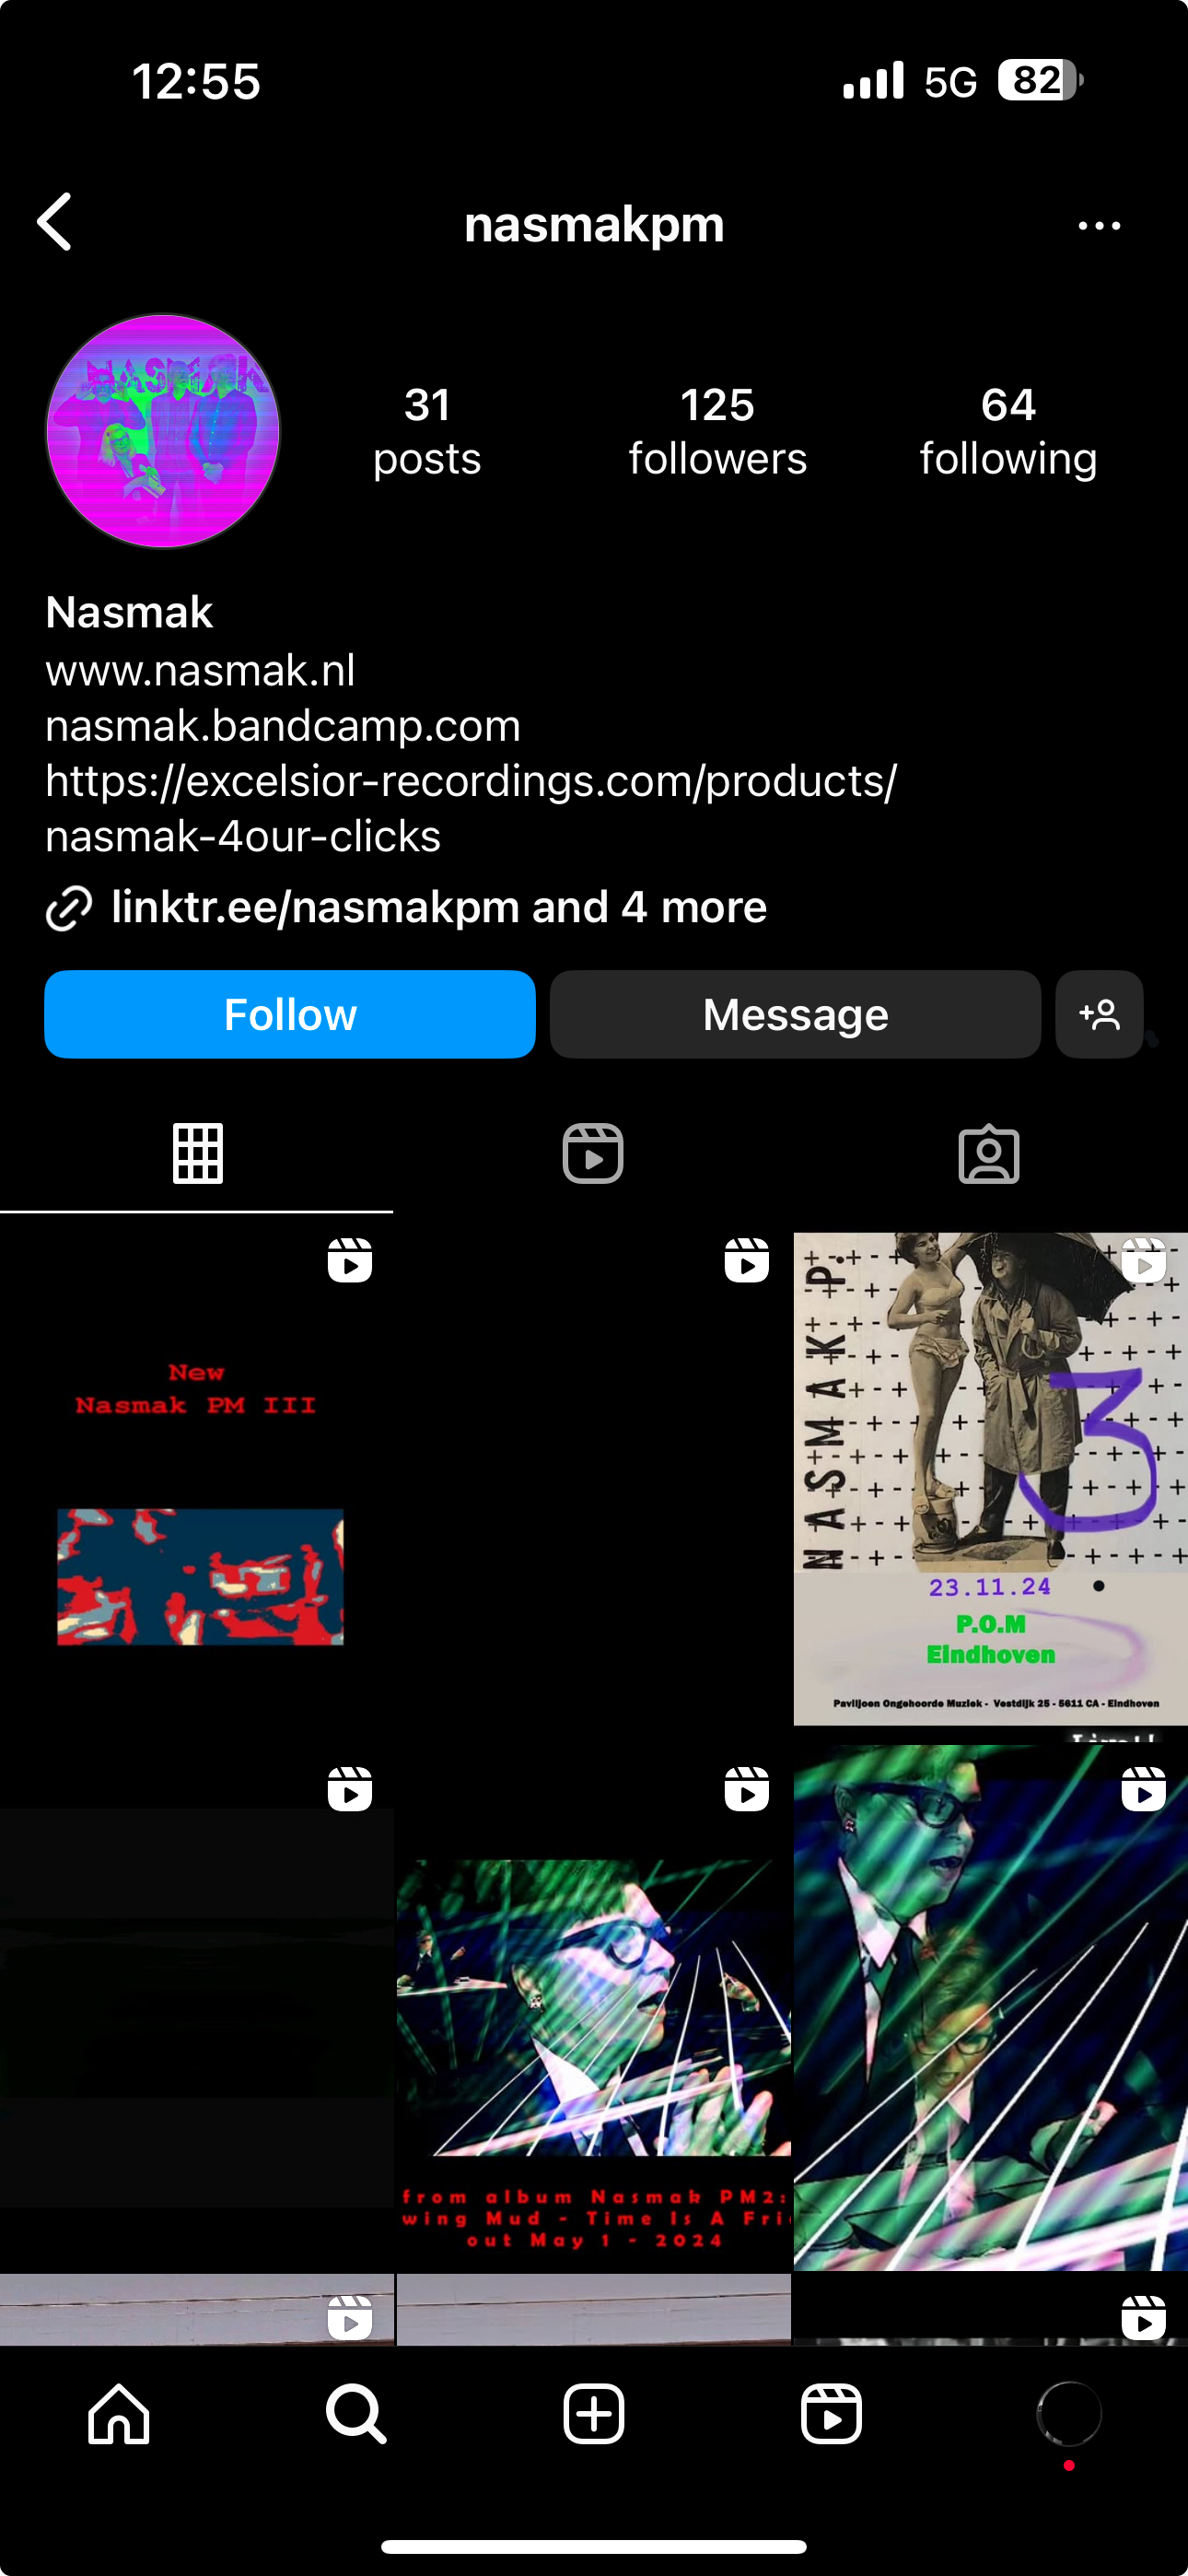 12:55
5G
82
nasmakpm
NASMAK
31
posts
125
followers
64
following
Nasmak
www.nasmak.nl
nasmak.bandcamp.com
https://excelsior-recordings.com/products/
nasmak-4our-clicks
linktr.ee/nasmakpm and 4 more
Follow
Message
New
Nasmak PM III
NASMAK P.
3
23.11.24
P.O.M
Eindhoven
Paviljoen Ongehoorde Muziek - Vestdijk 25 - 5611 CA - Eindhoven
from album Nasmak PM2:
wing Mud - Time Is A Fri
out May 1 - 2024